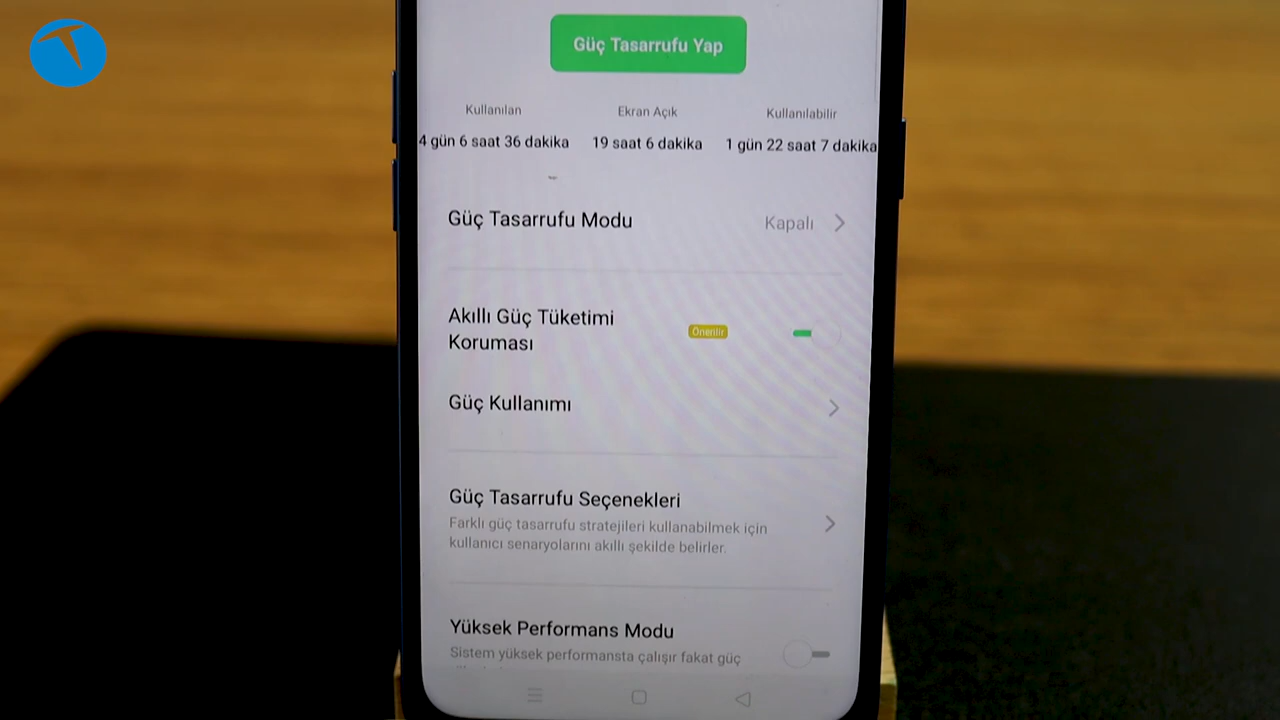 Güç Tasarrufu Yap
Kullanılan
Ekran Açık
Kullanılabilir
4 gün 6 saat 36 dakika
19 saat 6 dakika
1 gün 22 saat 7 dakika
Güç Tasarrufu Modu
Kapalı
Akıllı Güç Tüketimi
Koruması
Önerilir
Güç Kullanımı
Güç Tasarrufu Seçenekleri
Farklı güç tasarrufu stratejileri kullanabilmek için
kullanıcı senaryolarını akıllı şekilde belirler.
Yüksek Performans Modu
Sistem yüksek performansta çalışır fakat güç